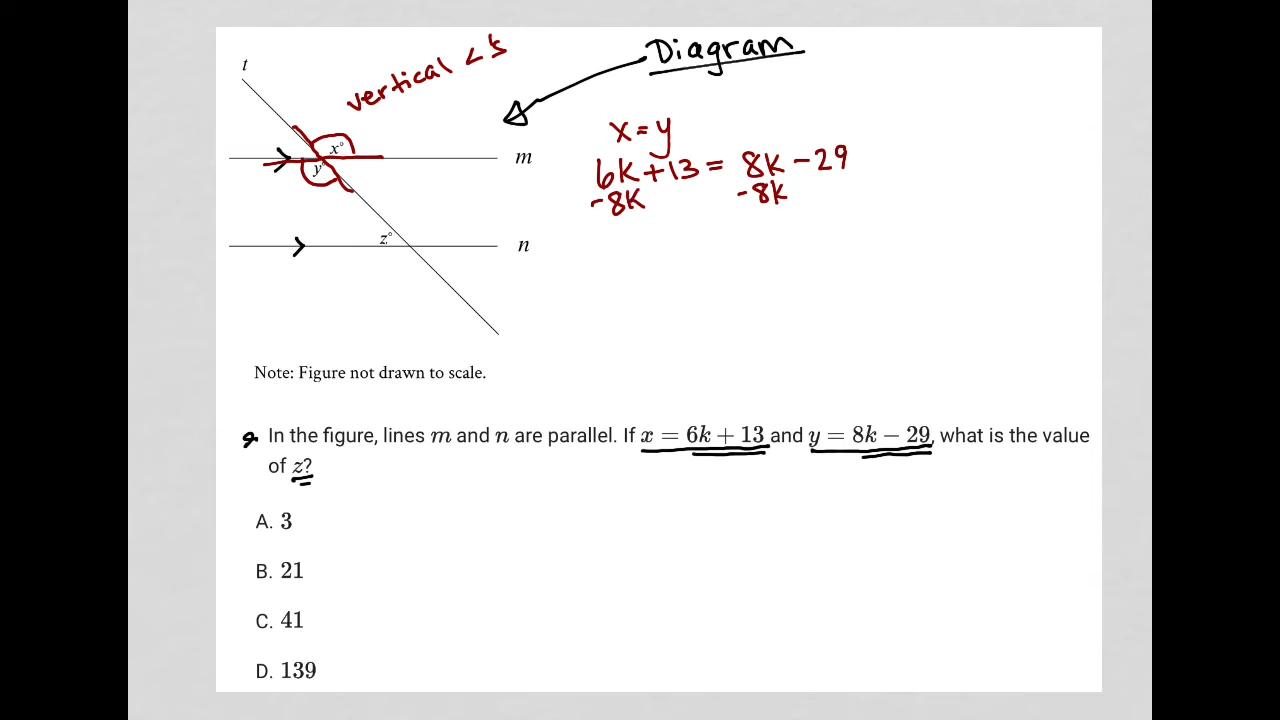 Diagram
vertical <'s
t
x = y
x°
m
6k + 13 = 8k - 29
y°
-8k -8k
z°
n
Note: Figure not drawn to scale.
In the figure, lines m and n are parallel. If x = 6k + 13 and y = 8k − 29, what is the value
of z?
A. 3
B. 21
C. 41
D. 139